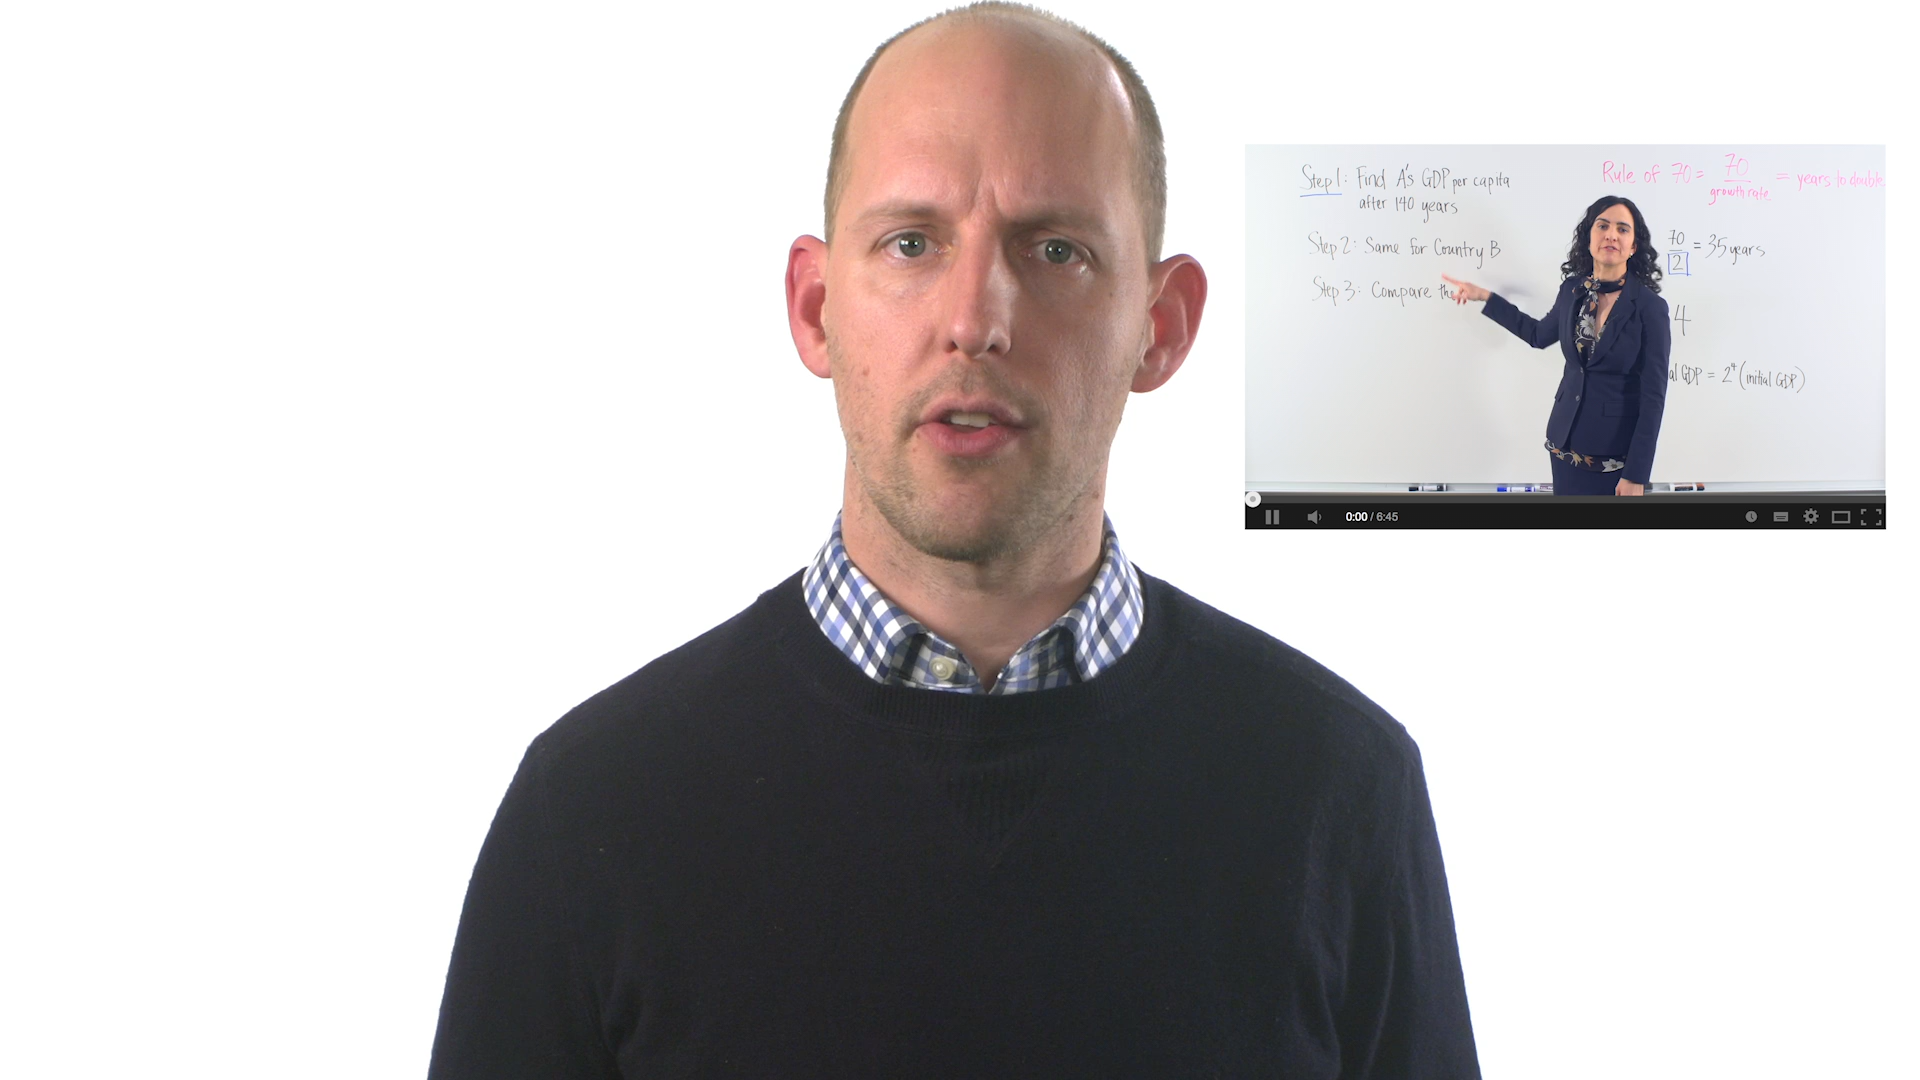 Step 1: Find A's GDP per capita
after 140 years
Step 2: Same for Country B
Step 3: Compare
Rule of 70 = 70 / growth rate = years to double
70 / 2 = 35 years
4
GDP = 2⁴ (initial GDP)
0:00 / 6:45